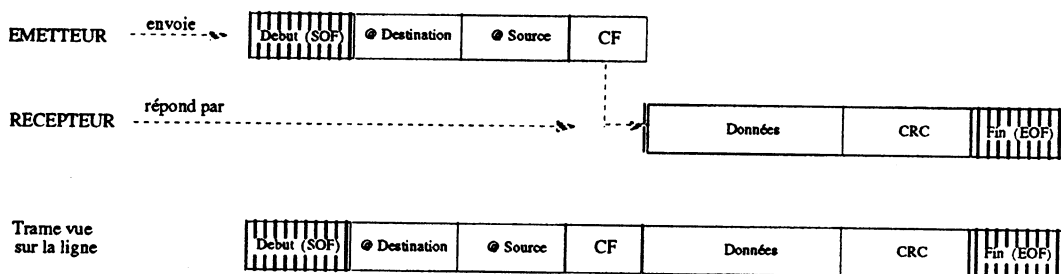 envoie
EMETTEUR
Debut (SOF) @ Destination @ Source CF
répond par
RECEPTEUR
Données CRC Fin (EOF)
Trame vue
sur la ligne
Debut (SOF) @ Destination @ Source CF Données CRC Fin (EOF)